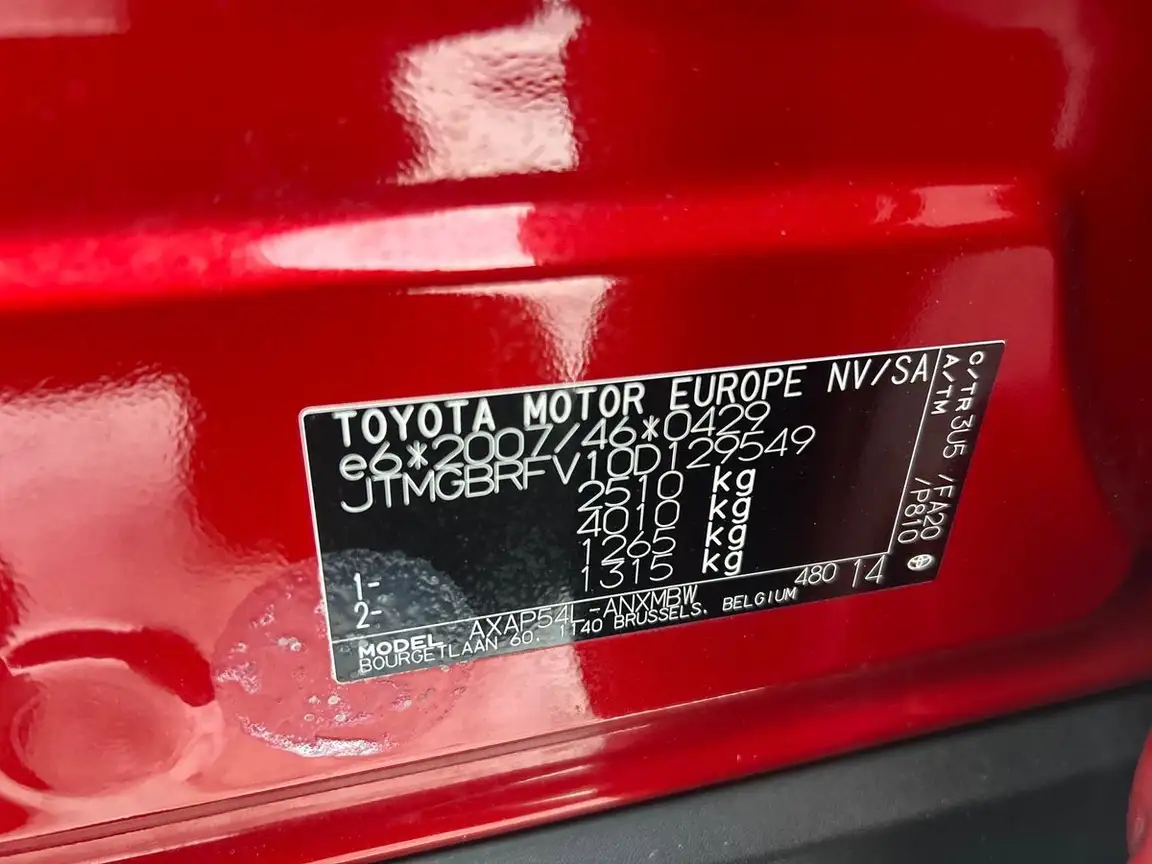 TOYOTA MOTOR EUROPE NV/SA
e6*2007/46*0429
JTMGBRFV10D129549
2510 kg
4010 kg
1- 1265 kg
2- 1315 kg
MODEL AXAP54L-ANXMBW
BOURGETLAAN 60, 1140 BRUSSELS, BELGIUM
480 14
C/TR 3U5 /FA20
A/TM /P810